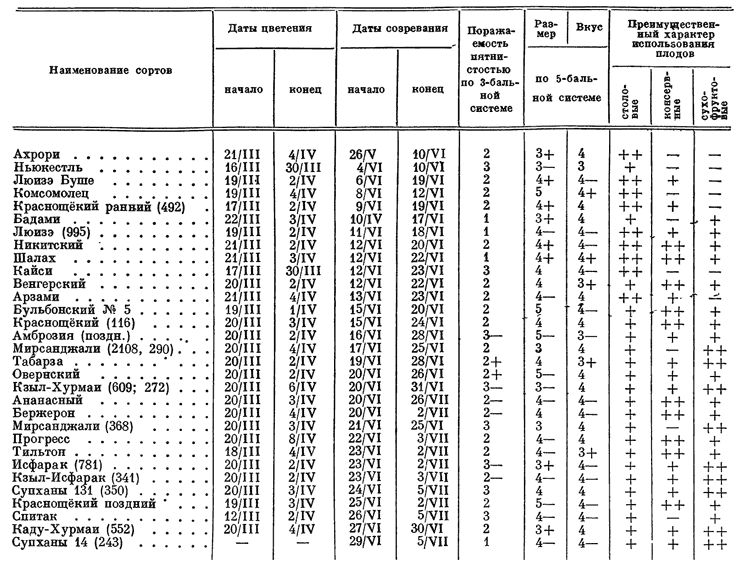 Наименование сортов | Даты цветения | Даты созревания | Поражаемость пятнистостью по 3-бальной системе | Размер | Вкус | Преимущественный характер использования плодов
начало | конец | начало | конец | по 5-бальной системе | столовые | консервные | сухофруктовые
Ахрори | 21/III | 4/IV | 26/V | 10/VI | 2 | 3+ | 4 | ++ | — | —
Ньюкестль | 16/III | 30/III | 4/VI | 10/VI | 3 | 3— | 3 | + | — | —
Люизэ Буше | 19/III | 2/IV | 6/VI | 19/VI | 2 | 4+ | 4— | ++ | + | —
Комсомолец | 19/III | 4/IV | 8/VI | 12/VI | 2 | 5 | 4+ | ++ | — | —
Краснощёкий ранний (492) | 17/III | 2/IV | 9/VI | 19/VI | 2 | 4+ | 4 | ++ | + | —
Бадами | 22/III | 3/IV | 10/IV | 17/VI | 1 | 3+ | 4 | + | — | +
Люизэ (995) | 19/III | 2/IV | 11/VI | 18/VI | 1 | 4— | 4— | ++ | + | +
Никитский | 21/III | 2/IV | 12/VI | 20/VI | 2 | 4+ | 4— | ++ | ++ | +
Шалах | 21/III | 3/IV | 12/VI | 22/VI | 1 | 4+ | 4+ | ++ | ++ | +
Кайси | 17/III | 30/III | 12/VI | 23/VI | 3 | 4 | 4— | ++ | — | —
Венгерский | 20/III | 2/IV | 12/VI | 22/VI | 2 | 4 | 3+ | + | ++ | +
Арзами | 21/III | 4/IV | 13/VI | 23/VI | 2 | 4— | 4 | ++ | + | —
Бульбонский № 5 | 19/III | 1/IV | 15/VI | 20/VI | 2 | 5 | 4— | + | ++ | +
Краснощёкий (116) | 20/III | 3/IV | 15/VI | 24/VI | 2 | 4 | 4 | + | ++ | +
Амброзия (поздн.) | 20/III | 2/IV | 16/VI | 28/VI | 3— | 5— | 3— | + | + | +
Мирсанджали (2108, 290) | 20/III | 4/IV | 17/VI | 25/VI | 2— | 3 | 4 | + | — | ++
Табарза | 20/III | 2/IV | 19/VI | 28/VI | 2+ | 4 | 3+ | + | + | ++
Овернский | 20/III | 2/IV | 20/VI | 26/VI | 2+ | 5— | 4 | + | + | +
Кзыл-Хурмаи (609; 272) | 20/III | 6/IV | 20/VI | 31/VI | 3— | 3— | 4 | + | + | ++
Ананасный | 20/III | 3/IV | 20/VI | 26/VII | 2— | 4— | 4— | + | ++ | +
Бержерон | 20/III | 4/IV | 20/VI | 2/VII | 2— | 4 | 4— | + | ++ | +
Мирсанджали (368) | 20/III | 3/IV | 21/VI | 25/VI | 3 | 3 | 4 | + | — | ++
Прогресс | 20/III | 8/IV | 22/VI | 3/VII | 2 | 4— | 4 | + | ++ | +
Тильтон | 18/III | 4/IV | 23/VI | 2/VII | 2 | 4— | 3+ | + | ++ | +
Исфарак (781) | 20/III | 2/IV | 23/VI | 2/VII | 3— | 3+ | 4— | + | + | ++
Кзыл-Исфарак (341) | 20/III | 2/IV | 23/VI | 3/VII | 2— | 4— | 4— | + | + | ++
Супханы 131 (350) | 20/III | 3/IV | 24/VI | 5/VII | 3 | 4 | 4 | + | + | ++
Краснощёкий поздний | 19/III | 3/IV | 25/VI | 2/VII | 2 | 5— | 4— | + | ++ | +
Спитак | 12/III | 2/IV | 26/VI | 5/VII | 3 | 4— | 4— | + | — | +
Каду-Хурмаи (552) | 20/III | 4/IV | 27/VI | 30/VI | 2 | 3+ | 4 | + | + | ++
Супханы 14 (243) | — | — | 29/VI | 5/VII | 1 | 4— | 4— | + | ++ | ++